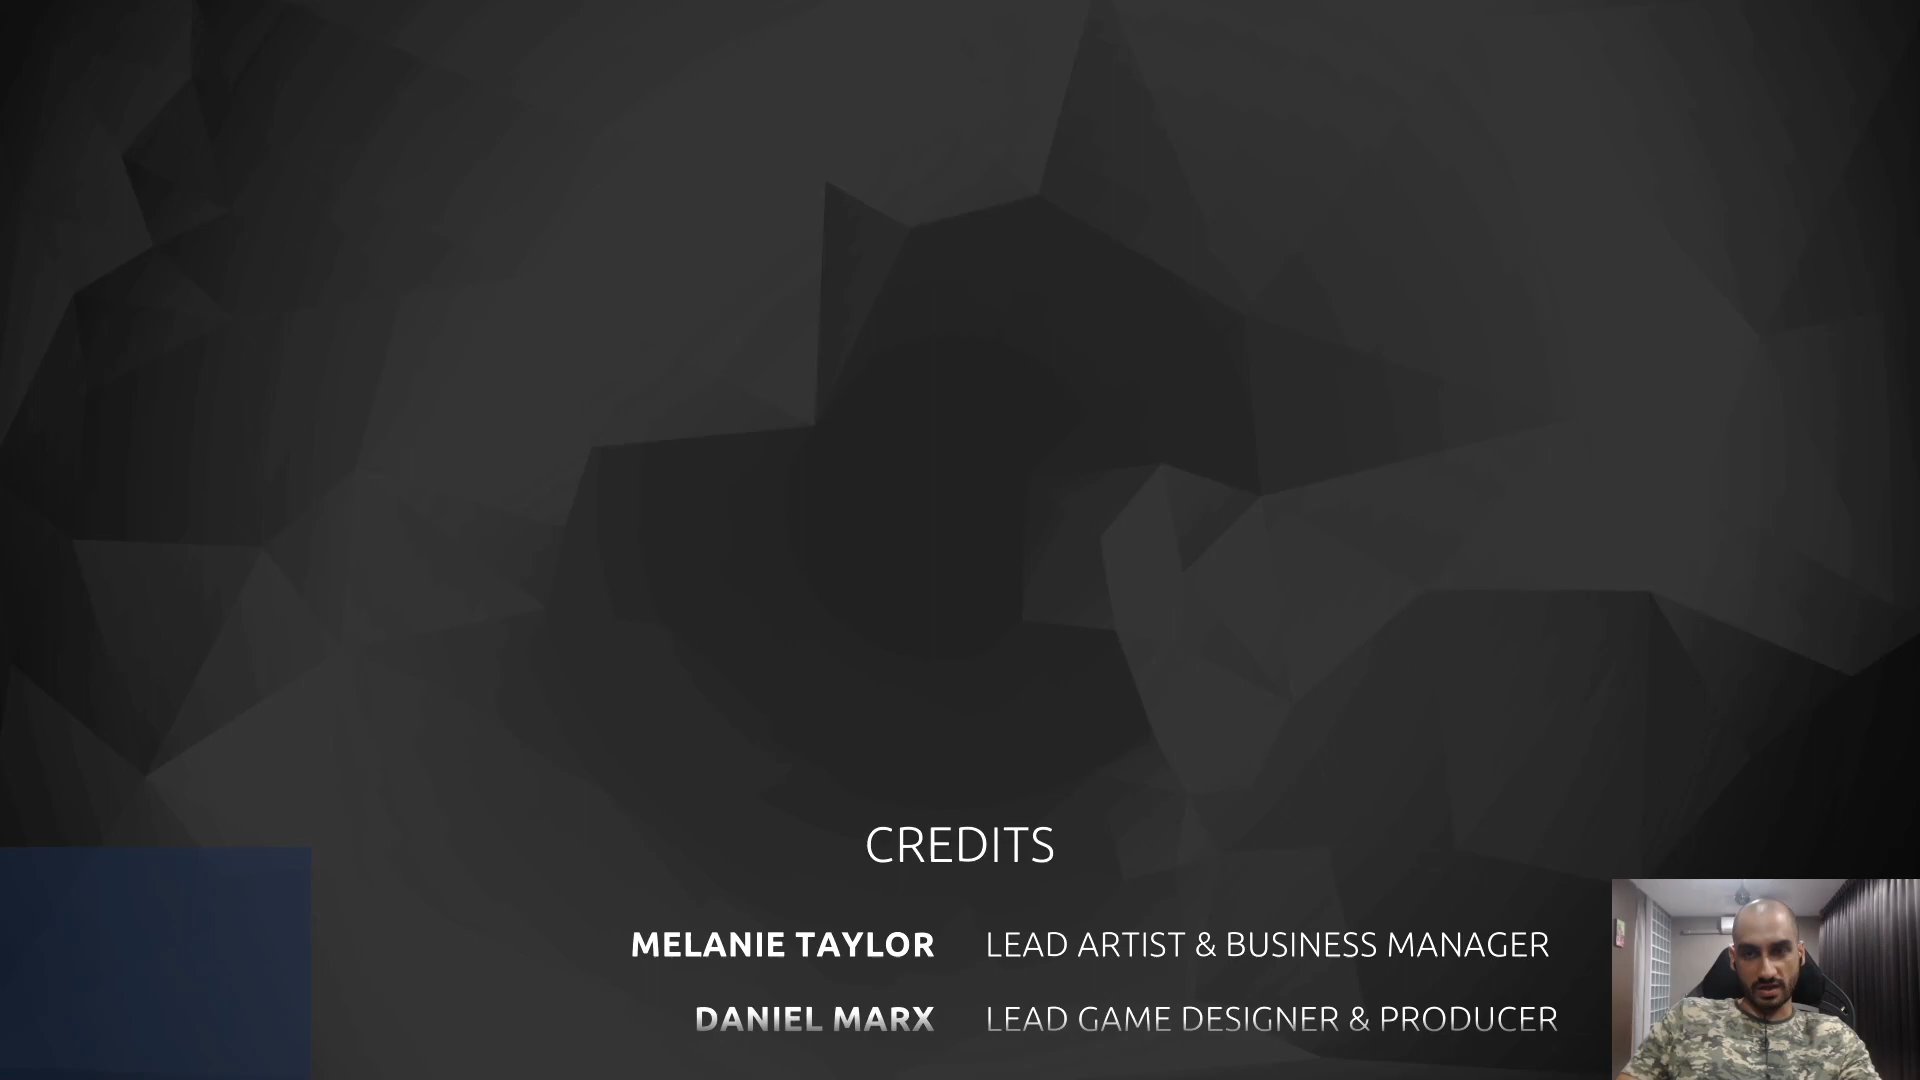 CREDITS
MELANIE TAYLOR LEAD ARTIST & BUSINESS MANAGER
DANIEL MARX LEAD GAME DESIGNER & PRODUCER